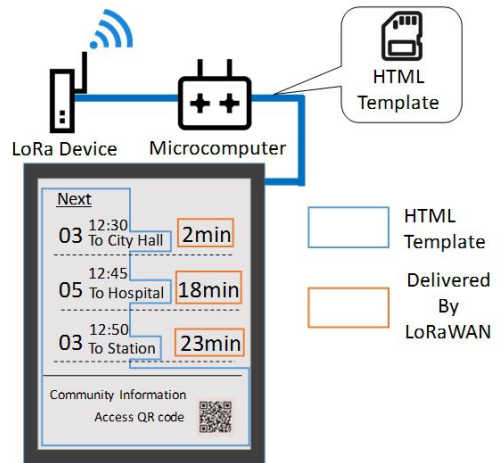 HTML
Template
LoRa Device
Microcomputer
Next
03 12:30 To City Hall 2min
05 12:45 To Hospital 18min
03 12:50 To Station 23min
Community Information
Access QR code
HTML
Template
Delivered
By
LoRaWAN